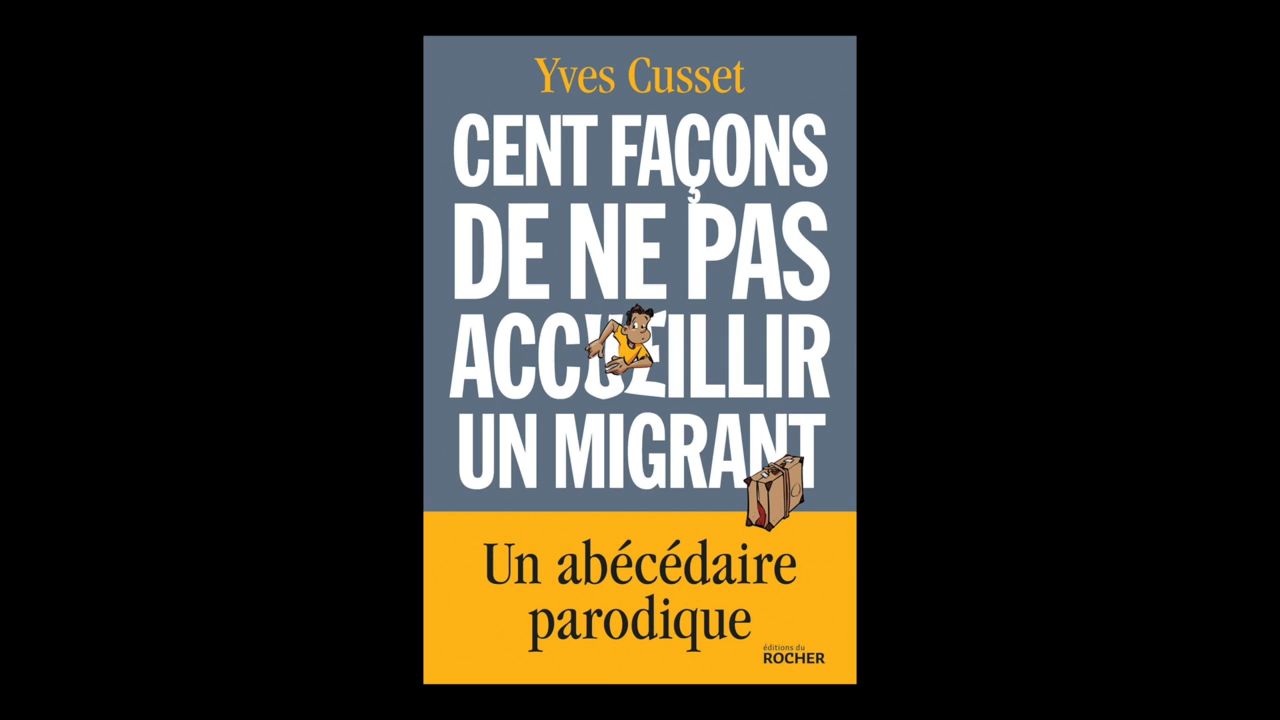 Yves Cusset
CENT FAÇONS
DE NE PAS
ACCUEILLIR
UN MIGRANT
Un abécédaire
parodique
éditions du
ROCHER